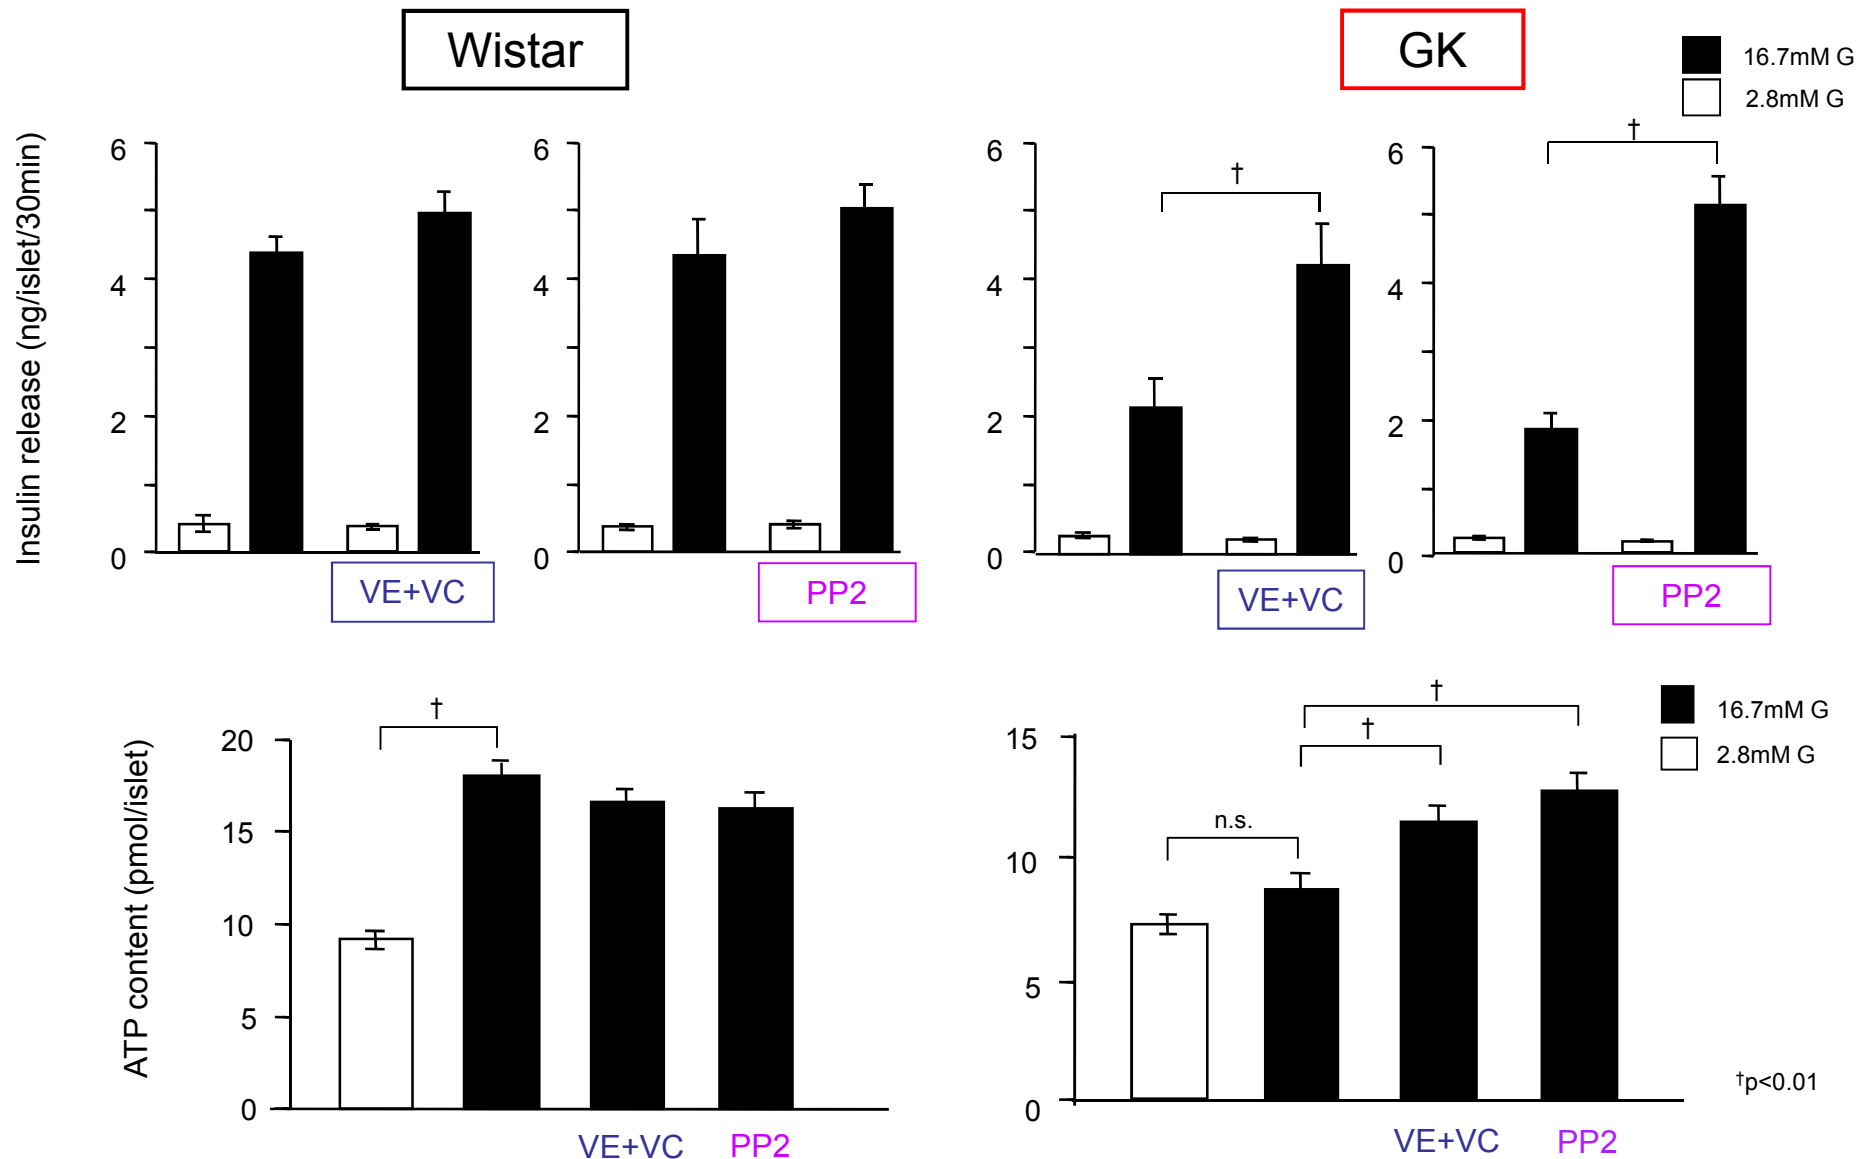 Wistar
GK
16.7mM G
2.8mM G
Insulin release (ng/islet/30min)
6
4
2
0
VE+VC
6
4
2
0
PP2
6
4
2
0
†
VE+VC
6
4
2
0
†
PP2
ATP content (pmol/islet)
20
15
10
5
0
†
VE+VC
PP2
15
10
5
0
n.s.
†
†
VE+VC
PP2
16.7mM G
2.8mM G
†p<0.01